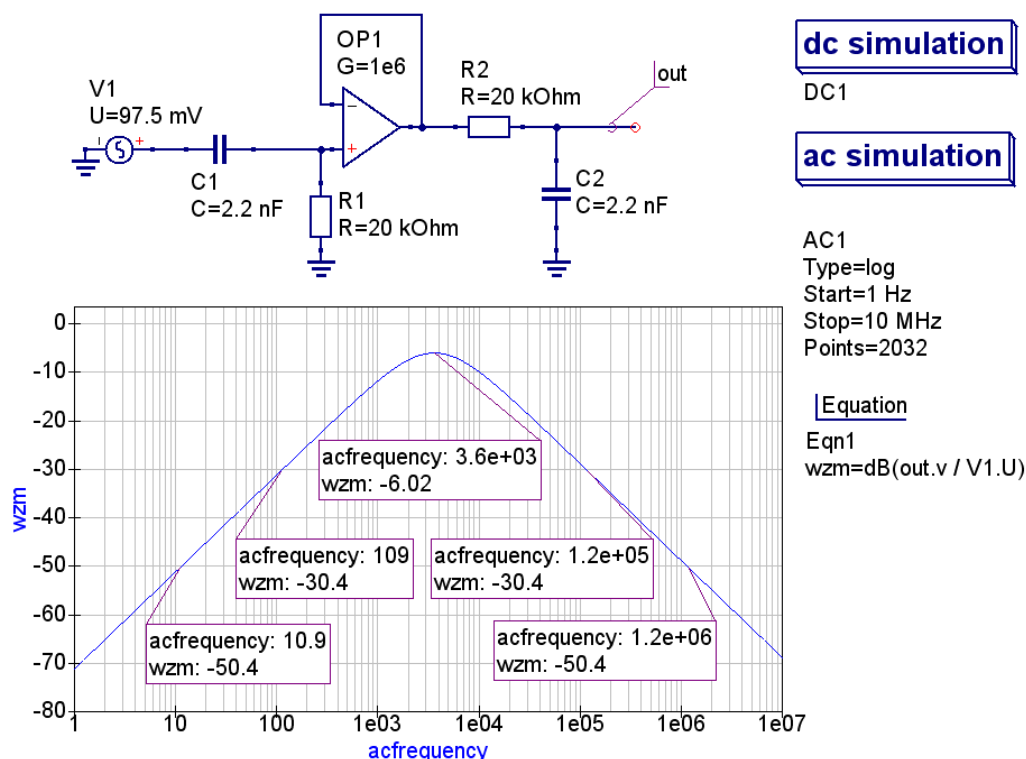 OP1
G=1e6
V1
U=97.5 mV
R2
R=20 kOhm
out
C1
C=2.2 nF
R1
R=20 kOhm
C2
C=2.2 nF
dc simulation
DC1
ac simulation
AC1
Type=log
Start=1 Hz
Stop=10 MHz
Points=2032
Equation
Eqn1
wzm=dB(out.v / V1.U)
0
-10
-20
-30
-40
-50
-60
-70
-80
wzm
acfrequency: 3.6e+03
wzm: -6.02
acfrequency: 109
wzm: -30.4
acfrequency: 1.2e+05
wzm: -30.4
acfrequency: 10.9
wzm: -50.4
acfrequency: 1.2e+06
wzm: -50.4
1 10 100 1e03 1e04 1e05 1e06 1e07
acfrequency